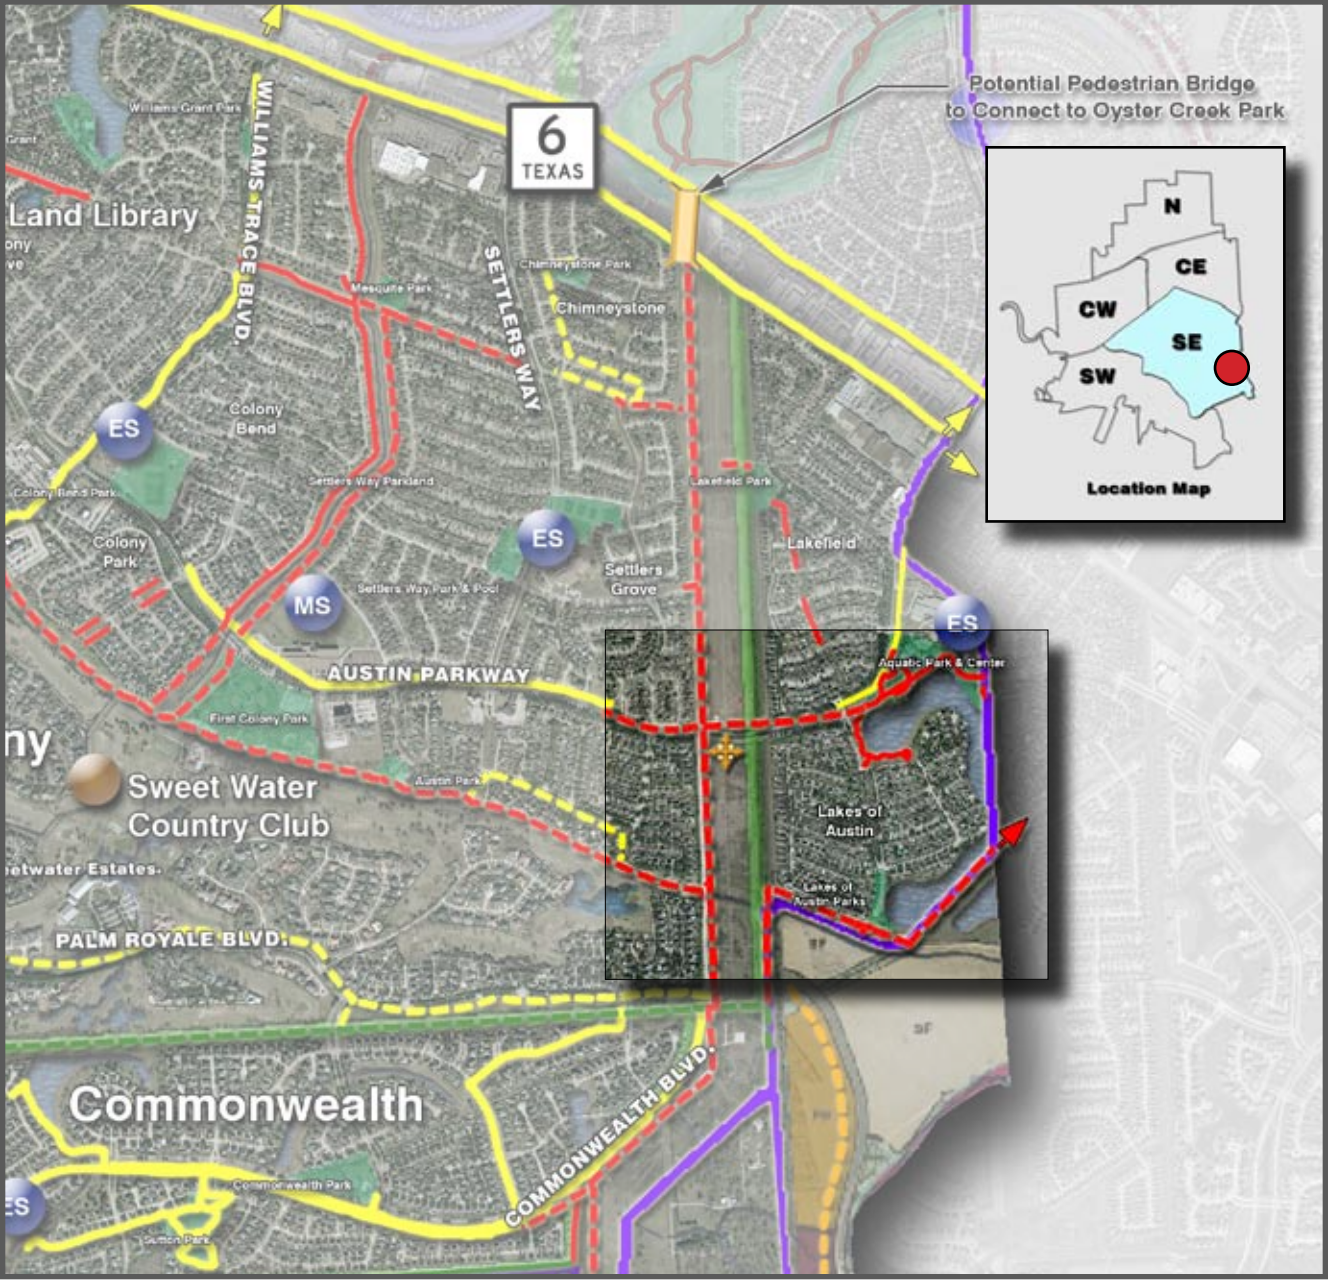 Williams Grant Park
Grant
WILLIAMS TRACE BLVD.
6
TEXAS
Potential Pedestrian Bridge
to Connect to Oyster Creek Park
N
CE
CW
SE
SW
Location Map
Land Library
ony
ve
SETTLERS WAY
Chimneystone Park
Mesquite Park
Chimneystone
ES
Colony
Bend
Colony Bend Park
Settlers Way Parkland
Lakefield Park
Colony
Park
ES
Lakefield
Settlers
Grove
MS
Settlers Way Park & Pool
ES
Aquatic Park & Center
AUSTIN PARKWAY
First Colony Park
ny
Sweet Water
Country Club
Austin Park
Lakes of
Austin
Lakes of
Austin Parks
eetwater Estates
PALM ROYALE BLVD.
Commonwealth
COMMONWEALTH BLVD.
Commonwealth Park
ES
Sutton Park